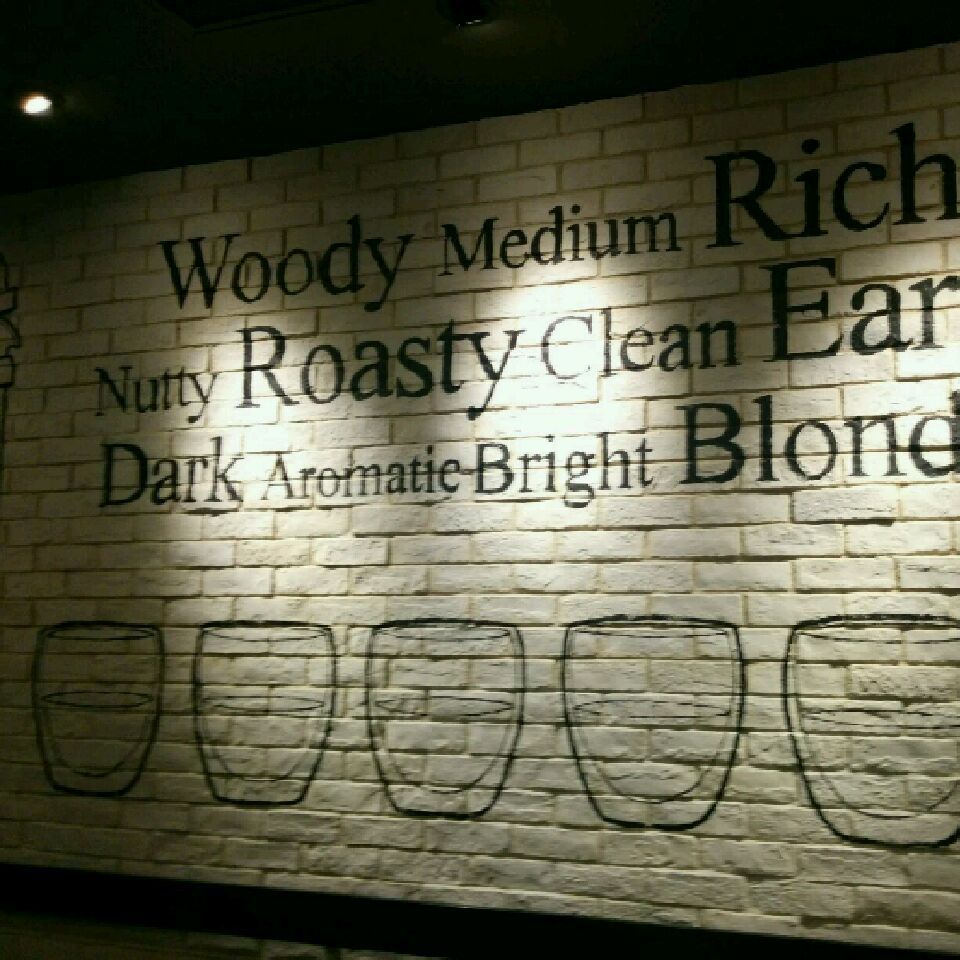 Woody Medium Rich
Nutty Roasty Clean Ear
Dark Aromatic Bright Blond